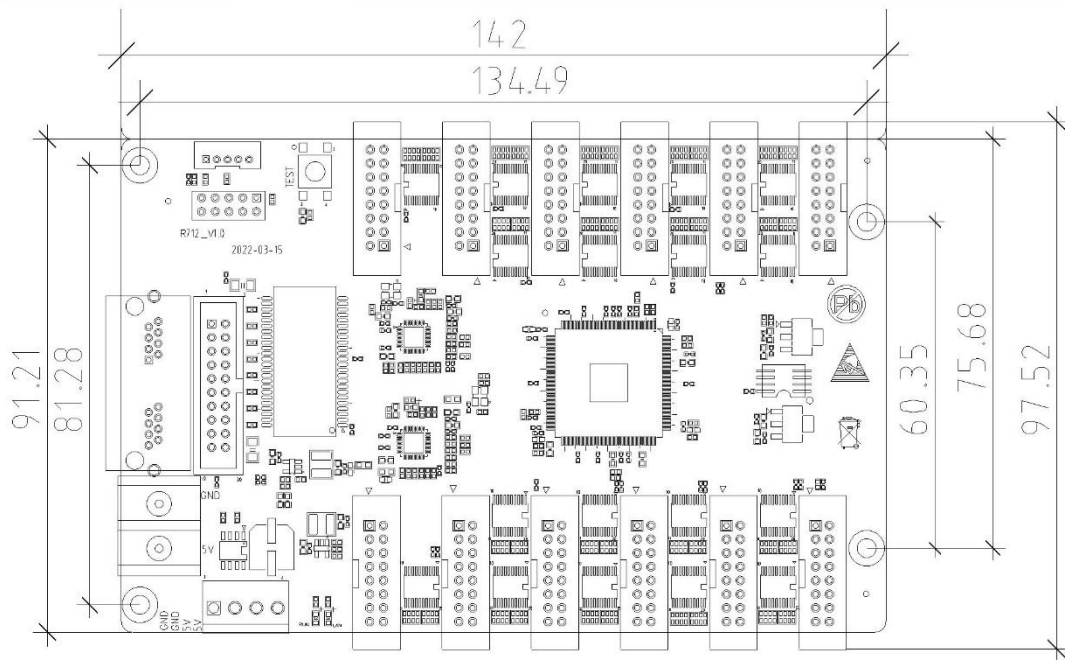 142
134.49
TEST
R712_V1.0
2022-03-15
Pb
91.21
81.28
60.35
75.68
97.52
GND
5V
GND
GND
5V
5V